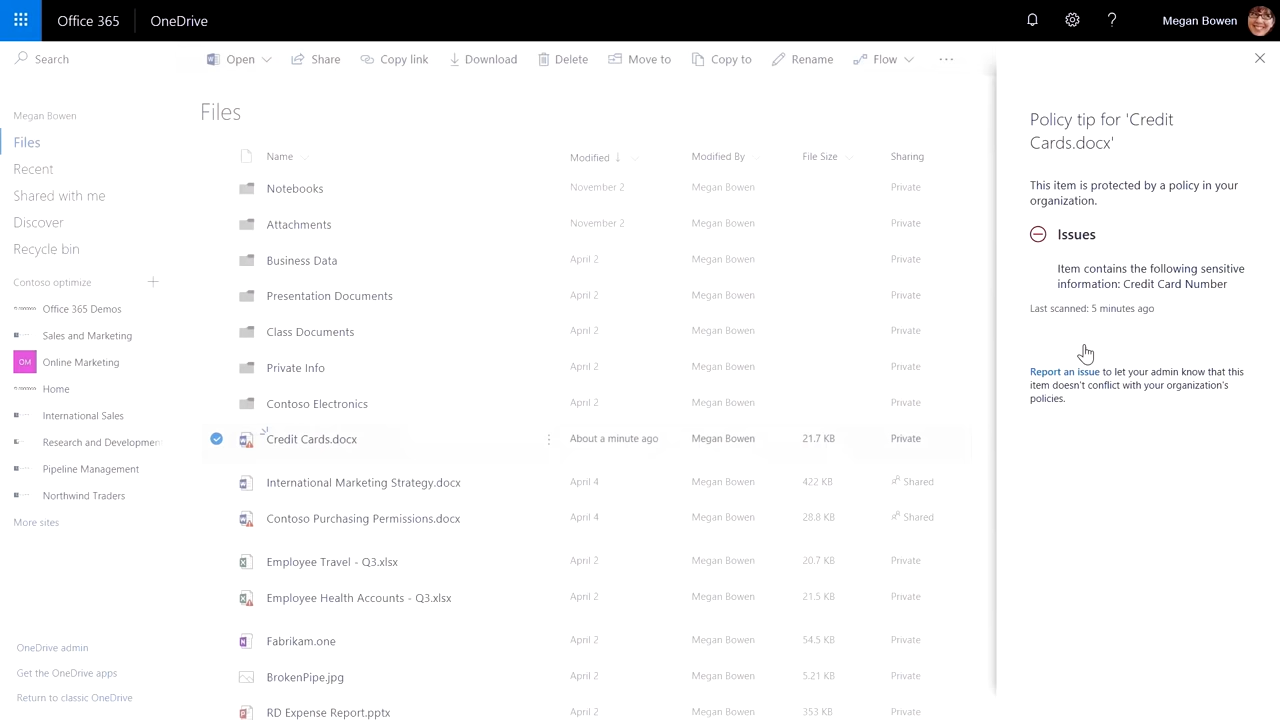 Office 365
OneDrive
Megan Bowen
Search
Open
Share
Copy link
Download
Delete
Move to
Copy to
Rename
Flow
Megan Bowen
Files
Recent
Shared with me
Discover
Recycle bin
Contoso optimize
Office 365 Demos
Sales and Marketing
OM
Online Marketing
Home
International Sales
Research and Developmen
Pipeline Management
Northwind Traders
More sites
OneDrive admin
Get the OneDrive apps
Return to classic OneDrive
Files
Name Modified Modified By File Size Sharing
Notebooks November 2 Megan Bowen Private
Attachments November 2 Megan Bowen Private
Business Data April 2 Megan Bowen Private
Presentation Documents April 2 Megan Bowen Private
Class Documents April 2 Megan Bowen Private
Private Info April 2 Megan Bowen Private
Contoso Electronics April 2 Megan Bowen Private
Credit Cards.docx About a minute ago Megan Bowen 21.7 KB Private
International Marketing Strategy.docx April 4 Megan Bowen 422 KB Shared
Contoso Purchasing Permissions.docx April 4 Megan Bowen 28.8 KB Shared
Employee Travel - Q3.xlsx April 2 Megan Bowen 20.7 KB Private
Employee Health Accounts - Q3.xlsx April 2 Megan Bowen 21.5 KB Private
Fabrikam.one April 2 Megan Bowen 54.5 KB Private
BrokenPipe.jpg April 2 Megan Bowen 5.21 KB Private
RD Expense Report.pptx April 2 Megan Bowen 353 KB Private
Policy tip for 'Credit
Cards.docx'
This item is protected by a policy in your
organization.
Issues
Item contains the following sensitive
information: Credit Card Number
Last scanned: 5 minutes ago
Report an issue to let your admin know that this
item doesn't conflict with your organization's
policies.